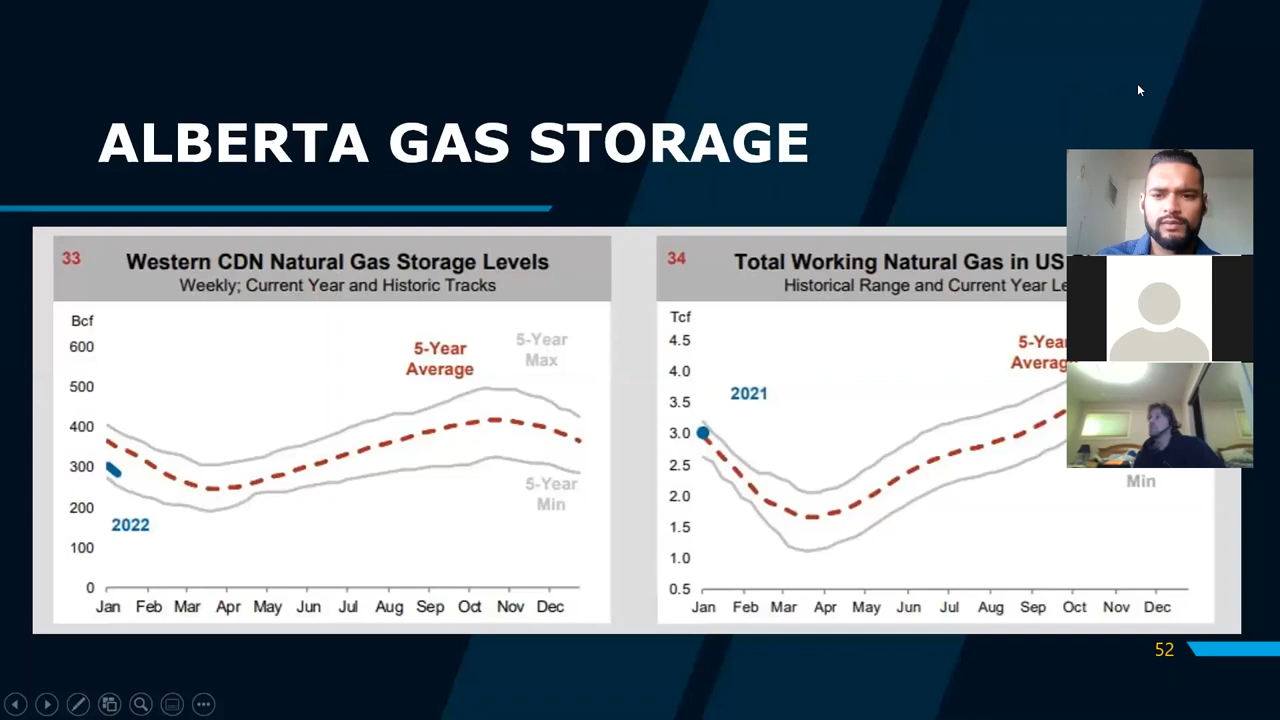 ALBERTA GAS STORAGE
33
Western CDN Natural Gas Storage Levels
Weekly; Current Year and Historic Tracks
Bcf
600
500
400
300
200
100
0
5-Year
Average
5-Year
Max
5-Year
Min
2022
Jan Feb Mar Apr May Jun Jul Aug Sep Oct Nov Dec
34
Total Working Natural Gas in US
Historical Range and Current Year
Tcf
4.5
4.0
3.5
3.0
2.5
2.0
1.5
1.0
0.5
2021
Min
Jan Feb Mar Apr May Jun Jul Aug Sep Oct Nov Dec
52